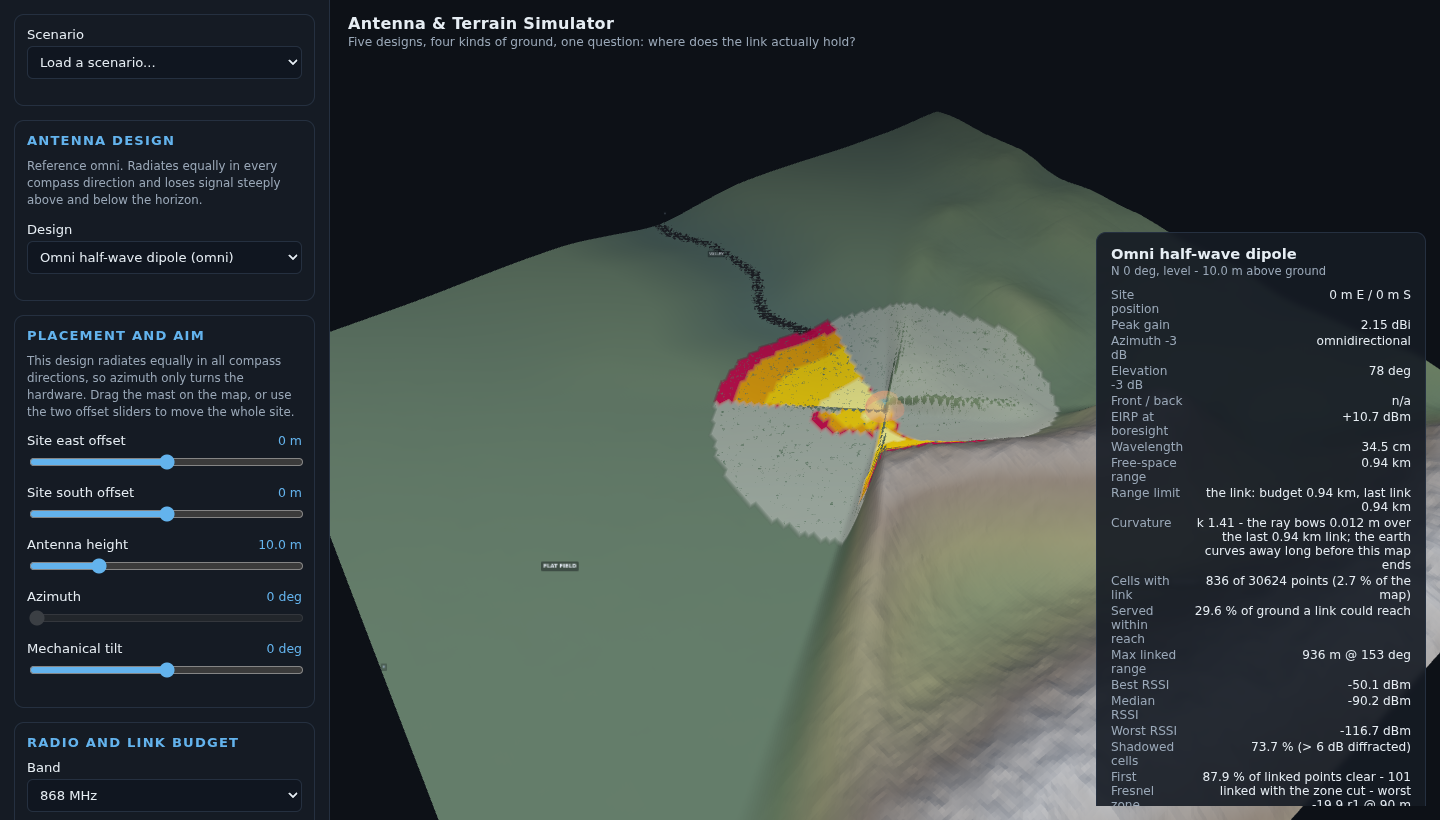 Scenario
Load a scenario...
ANTENNA DESIGN
Reference omni. Radiates equally in every
compass direction and loses signal steeply
above and below the horizon.
Design
Omni half-wave dipole (omni)
PLACEMENT AND AIM
This design radiates equally in all compass
directions, so azimuth only turns the
hardware. Drag the mast on the map, or use
the two offset sliders to move the whole site.
Site east offset 0 m
Site south offset 0 m
Antenna height 10.0 m
Azimuth 0 deg
Mechanical tilt 0 deg
RADIO AND LINK BUDGET
Band
868 MHz
Antenna & Terrain Simulator
Five designs, four kinds of ground, one question: where does the link actually hold?
VALLEY
FLAT FIELD
Omni half-wave dipole
N 0 deg, level - 10.0 m above ground
Site 0 m E / 0 m S
position
Peak gain 2.15 dBi
Azimuth -3 omnidirectional
dB
Elevation 78 deg
-3 dB
Front / back n/a
EIRP at +10.7 dBm
boresight
Wavelength 34.5 cm
Free-space 0.94 km
range
Range limit the link: budget 0.94 km, last link
0.94 km
Curvature k 1.41 - the ray bows 0.012 m over
the last 0.94 km link; the earth
curves away long before this map
ends
Cells with 836 of 30624 points (2.7 % of the
link map)
Served 29.6 % of ground a link could reach
within
reach
Max linked 936 m @ 153 deg
range
Best RSSI -50.1 dBm
Median -90.2 dBm
RSSI
Worst RSSI -116.7 dBm
Shadowed 73.7 % (> 6 dB diffracted)
cells
First 87.9 % of linked points clear - 101
Fresnel linked with the zone cut - worst
zone -19.9 r1 @ 90 m